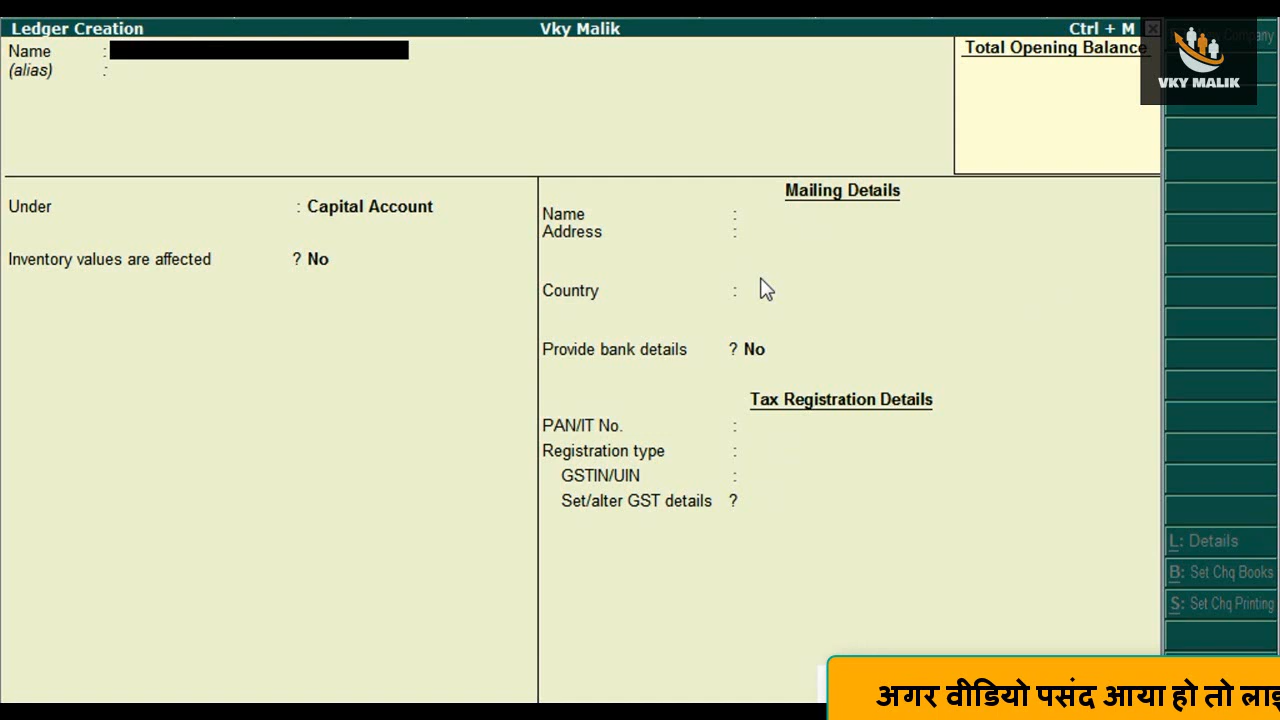 Ledger Creation Vky Malik Ctrl + M
Name :
(alias) :
Total Opening Balance
VKY MALIK
Under : Capital Account
Inventory values are affected ? No
Mailing Details
Name :
Address :
Country :
Provide bank details ? No
Tax Registration Details
PAN/IT No. :
Registration type :
GSTIN/UIN :
Set/alter GST details ?
L: Details
B: Set Chq Books
S: Set Chq Printing
अगर वीडियो पसंद आया हो तो